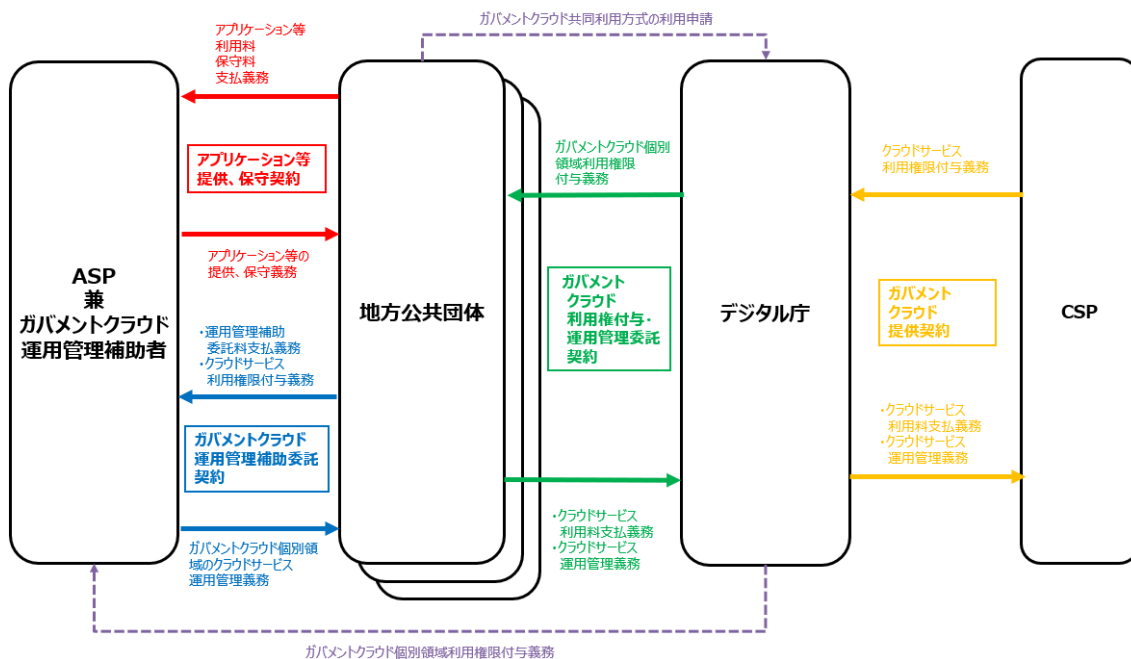 ガバメントクラウド共同利用方式の利用申請
アプリケーション等
利用料
保守料
支払義務
アプリケーション等
提供、保守契約
アプリケーション等の
提供、保守義務
ASP
兼
ガバメントクラウド
運用管理補助者
・運用管理補助
委託料支払義務
・クラウドサービス
利用権限付与義務
ガバメントクラウド
運用管理補助委託
契約
ガバメントクラウド個別領
域のクラウドサービス
運用管理義務
地方公共団体
ガバメントクラウド個別
領域利用権限
付与義務
ガバメント
クラウド
利用権付与・
運用管理委託
契約
・クラウドサービス
利用料支払義務
・クラウドサービス
運用管理義務
デジタル庁
クラウドサービス
利用権限付与義務
ガバメント
クラウド
提供契約
・クラウドサービス
利用料支払義務
・クラウドサービス
運用管理義務
CSP
ガバメントクラウド個別領域利用権限付与義務